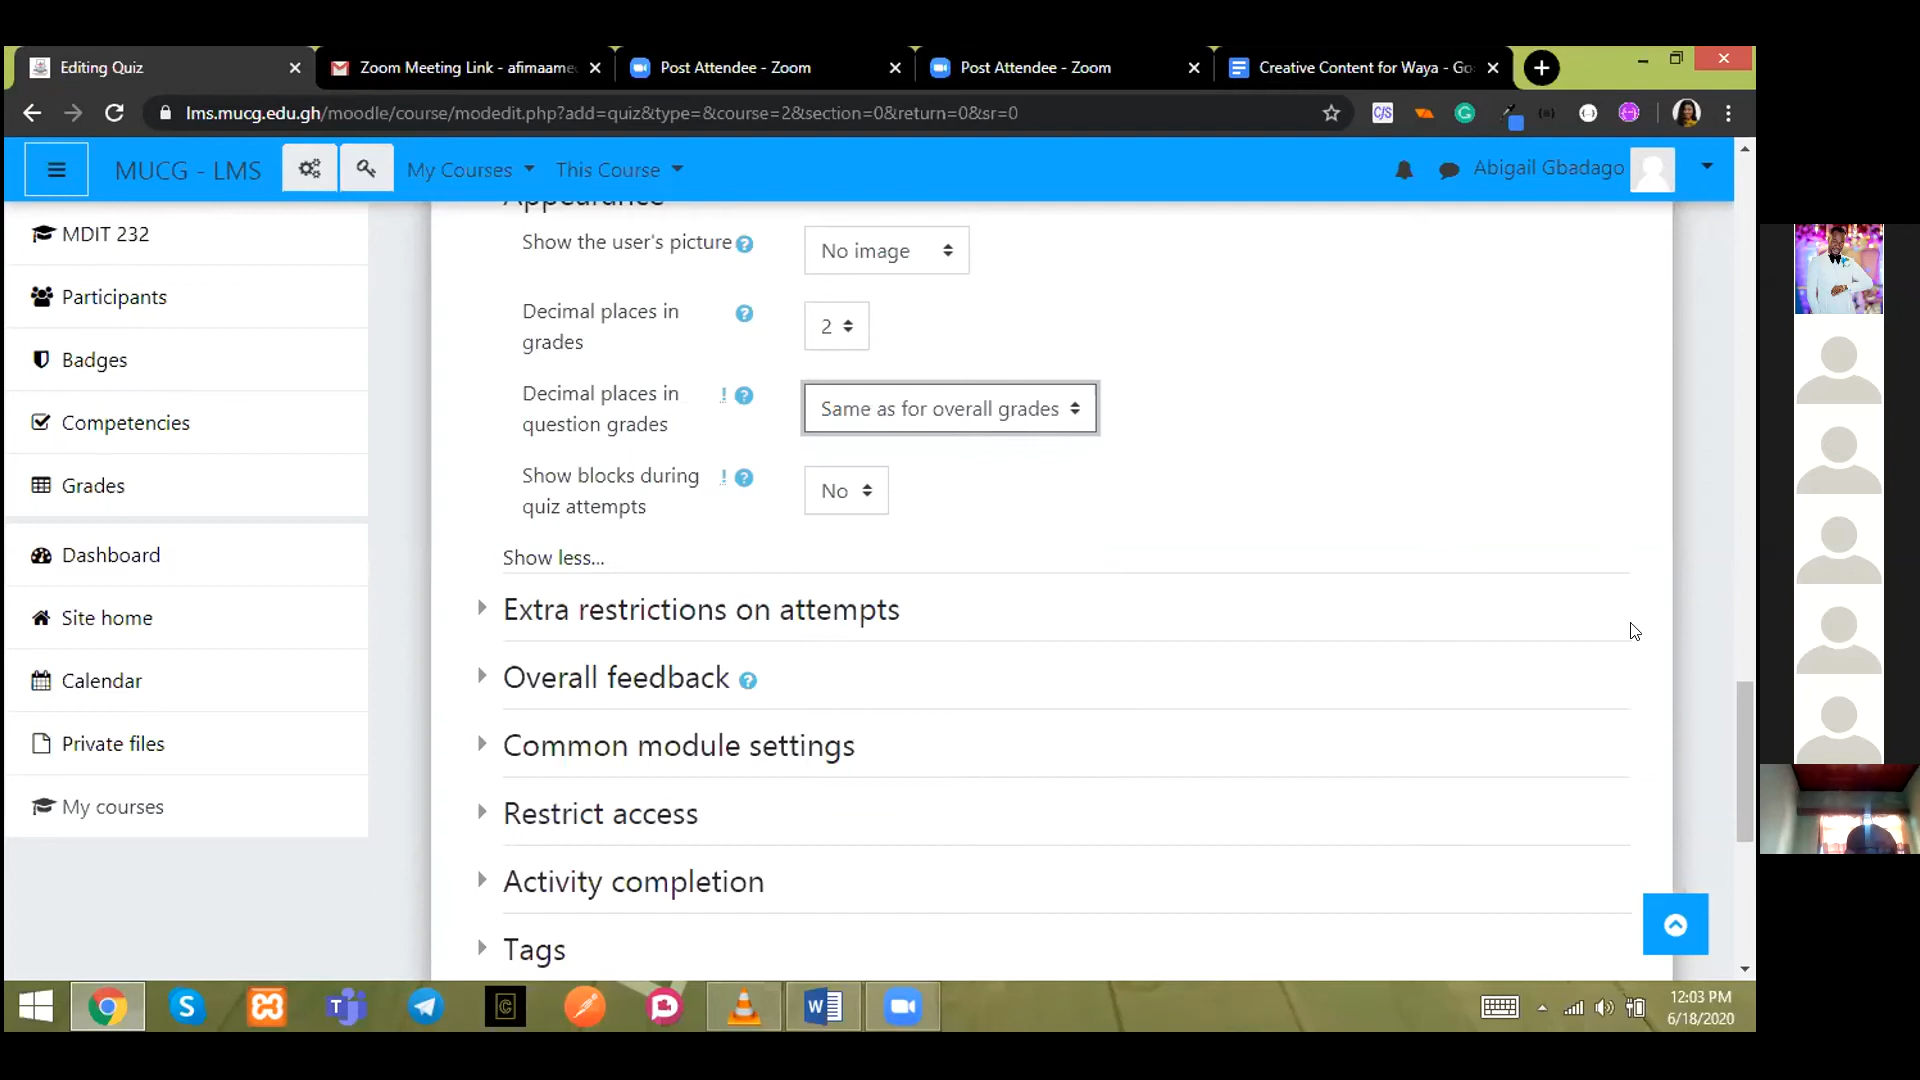 Editing Quiz
Zoom Meeting Link - afimaame
Post Attendee - Zoom
Post Attendee - Zoom
Creative Content for Waya - Go
lms.mucg.edu.gh/moodle/course/modedit.php?add=quiz&type=&course=2&section=0&return=0&sr=0
MUCG - LMS
My Courses
This Course
Abigail Gbadago
MDIT 232
Participants
Badges
Competencies
Grades
Dashboard
Site home
Calendar
Private files
My courses
Appearance
Show the user's picture
No image
Decimal places in
grades
2
Decimal places in
question grades
Same as for overall grades
Show blocks during
quiz attempts
No
Show less...
Extra restrictions on attempts
Overall feedback
Common module settings
Restrict access
Activity completion
Tags
12:03 PM
6/18/2020